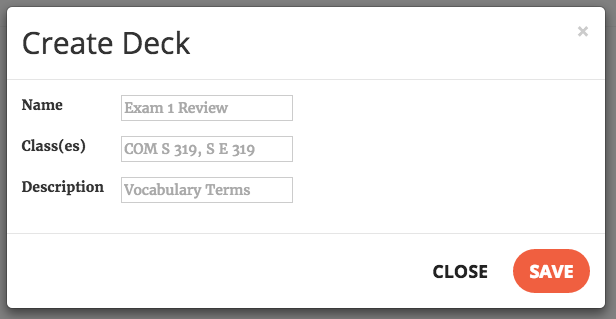 Create Deck ×
Name Exam 1 Review
Class(es) COM S 319, S E 319
Description Vocabulary Terms
CLOSE SAVE